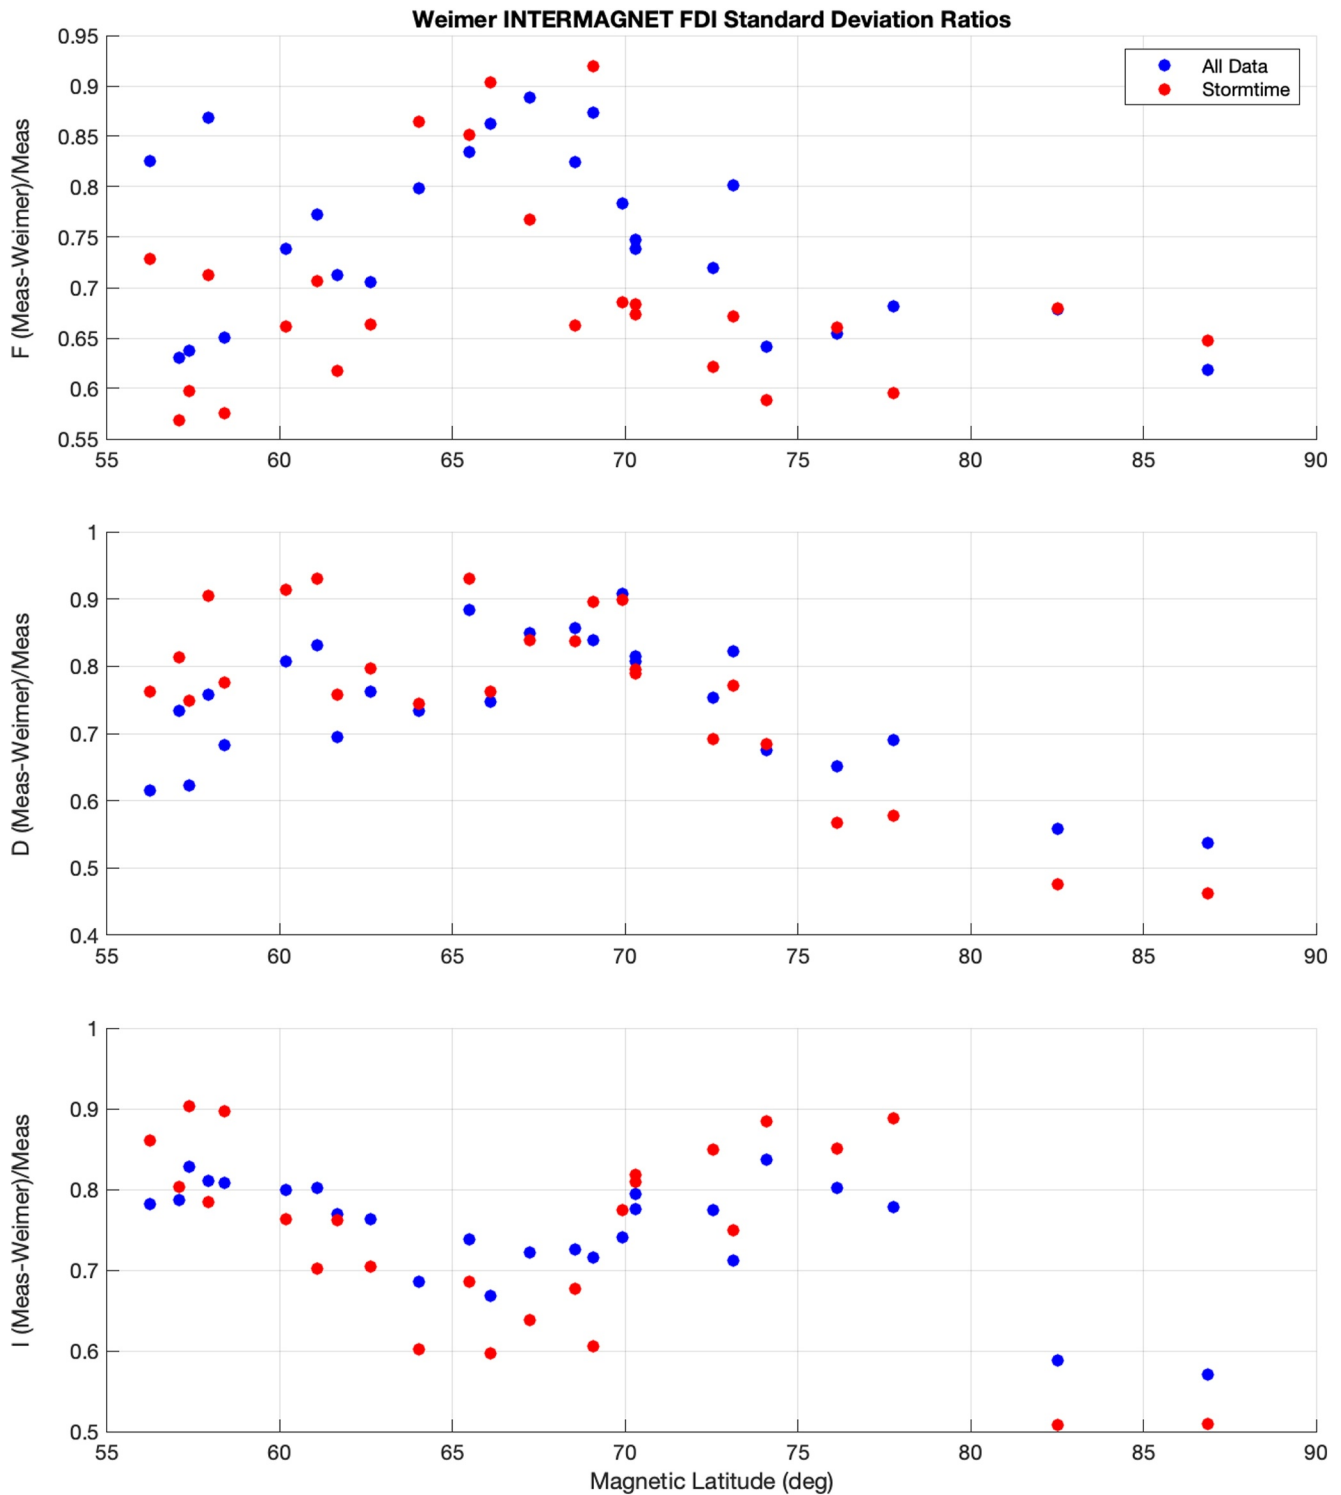 Weimer INTERMAGNET FDI Standard Deviation Ratios
All Data
Stormtime
F (Meas-Weimer)/Meas
0.95
0.9
0.85
0.8
0.75
0.7
0.65
0.6
0.55
55 60 65 70 75 80 85 90
D (Meas-Weimer)/Meas
1
0.9
0.8
0.7
0.6
0.5
0.4
55 60 65 70 75 80 85 90
I (Meas-Weimer)/Meas
1
0.9
0.8
0.7
0.6
0.5
55 60 65 70 75 80 85 90
Magnetic Latitude (deg)